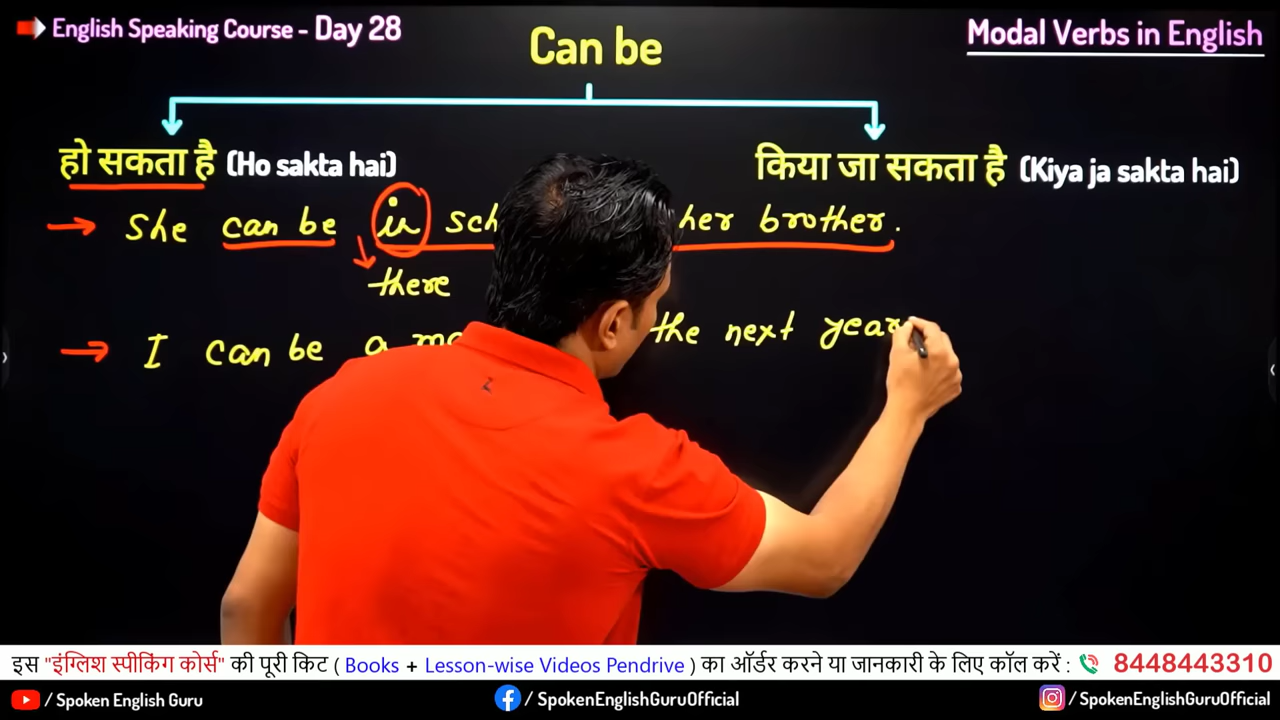 English Speaking Course - Day 28
Can be
Modal Verbs in English
हो सकता है (Ho sakta hai)
किया जा सकता है (Kiya ja sakta hai)
She can be in her brother.
there
I can be a the next year
इस "इंग्लिश स्पीकिंग कोर्स" की पूरी किट ( Books + Lesson-wise Videos Pendrive ) का ऑर्डर करने या जानकारी के लिए कॉल करें : 8448443310
/ Spoken English Guru
/ SpokenEnglishGuruOfficial
/ SpokenEnglishGuruOfficial